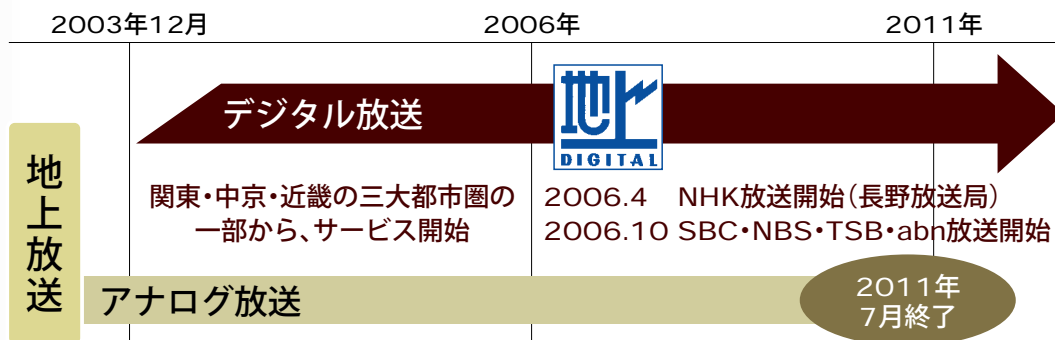 2003年12月
2006年
2011年
デジタル放送
地上
DIGITAL
地上放送
関東・中京・近畿の三大都市圏の
一部から、サービス開始
2006.4 NHK放送開始(長野放送局)
2006.10 SBC・NBS・TSB・abn放送開始
アナログ放送
2011年
7月終了